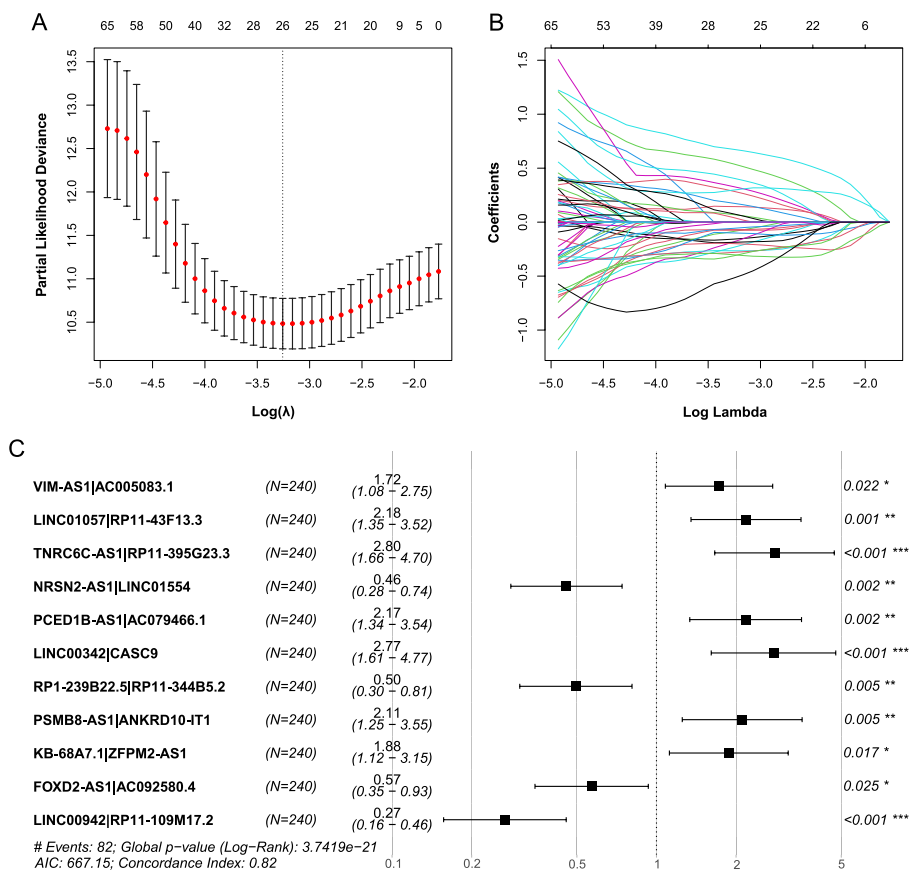 A
65 58 50 40 32 28 26 25 21 20 9 5 0
Partial Likelihood Deviance
13.5
13.0
12.5
12.0
11.5
11.0
10.5
−5.0 −4.5 −4.0 −3.5 −3.0 −2.5 −2.0
Log(λ)
B
65 53 39 28 25 22 6
Coefficients
1.5
1.0
0.5
0.0
−0.5
−1.0
−5.0 −4.5 −4.0 −3.5 −3.0 −2.5 −2.0
Log Lambda
C
VIM-AS1|AC005083.1 (N=240) 1.72 (1.08 − 2.75) 0.022 *
LINC01057|RP11-43F13.3 (N=240) 2.18 (1.35 − 3.52) 0.001 **
TNRC6C-AS1|RP11-395G23.3 (N=240) 2.80 (1.66 − 4.70) <0.001 ***
NRSN2-AS1|LINC01554 (N=240) 0.46 (0.28 − 0.74) 0.002 **
PCED1B-AS1|AC079466.1 (N=240) 2.17 (1.34 − 3.54) 0.002 **
LINC00342|CASC9 (N=240) 2.77 (1.61 − 4.77) <0.001 ***
RP1-239B22.5|RP11-344B5.2 (N=240) 0.50 (0.30 − 0.81) 0.005 **
PSMB8-AS1|ANKRD10-IT1 (N=240) 2.11 (1.25 − 3.55) 0.005 **
KB-68A7.1|ZFPM2-AS1 (N=240) 1.88 (1.12 − 3.15) 0.017 *
FOXD2-AS1|AC092580.4 (N=240) 0.57 (0.35 − 0.93) 0.025 *
LINC00942|RP11-109M17.2 (N=240) 0.27 (0.16 − 0.46) <0.001 ***
# Events: 82; Global p−value (Log−Rank): 3.7419e−21
AIC: 667.15; Concordance Index: 0.82
0.1 0.2 0.5 1 2 5